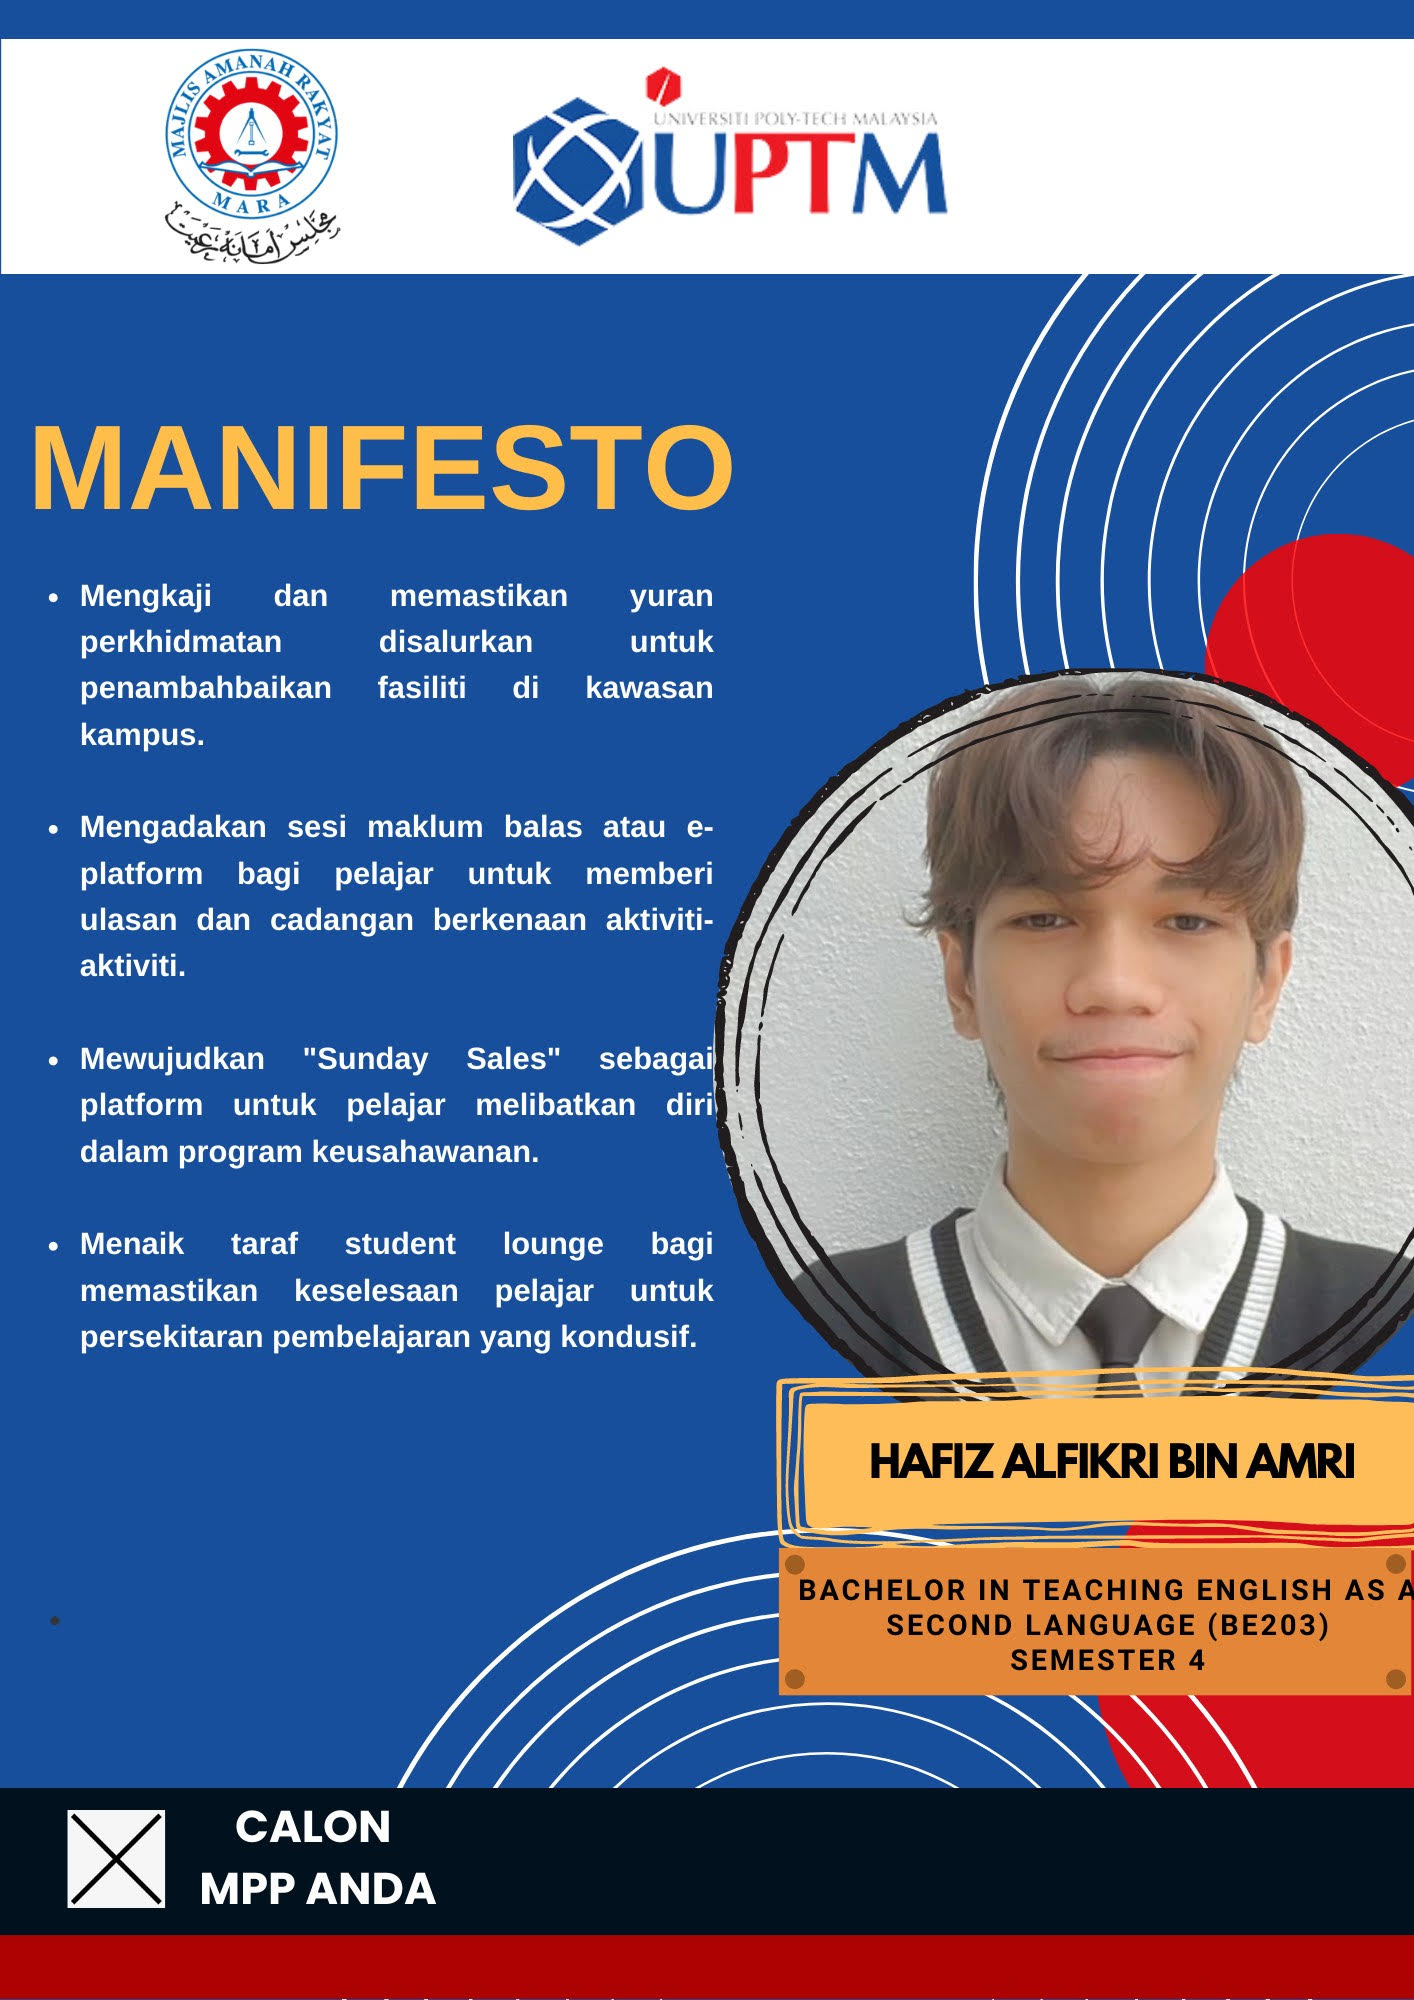 MAJLIS AMANAH RAKYAT
MARA
مجليس أمانه رعيت
UNIVERSITI POLY-TECH MALAYSIA
UPTM
MANIFESTO
• Mengkaji dan memastikan yuran
perkhidmatan disalurkan untuk
penambahbaikan fasiliti di kawasan
kampus.
• Mengadakan sesi maklum balas atau e-
platform bagi pelajar untuk memberi
ulasan dan cadangan berkenaan aktiviti-
aktiviti.
• Mewujudkan "Sunday Sales" sebagai
platform untuk pelajar melibatkan diri
dalam program keusahawanan.
• Menaik taraf student lounge bagi
memastikan keselesaan pelajar untuk
persekitaran pembelajaran yang kondusif.
HAFIZ ALFIKRI BIN AMRI
BACHELOR IN TEACHING ENGLISH AS A
SECOND LANGUAGE (BE203)
SEMESTER 4
CALON
MPP ANDA